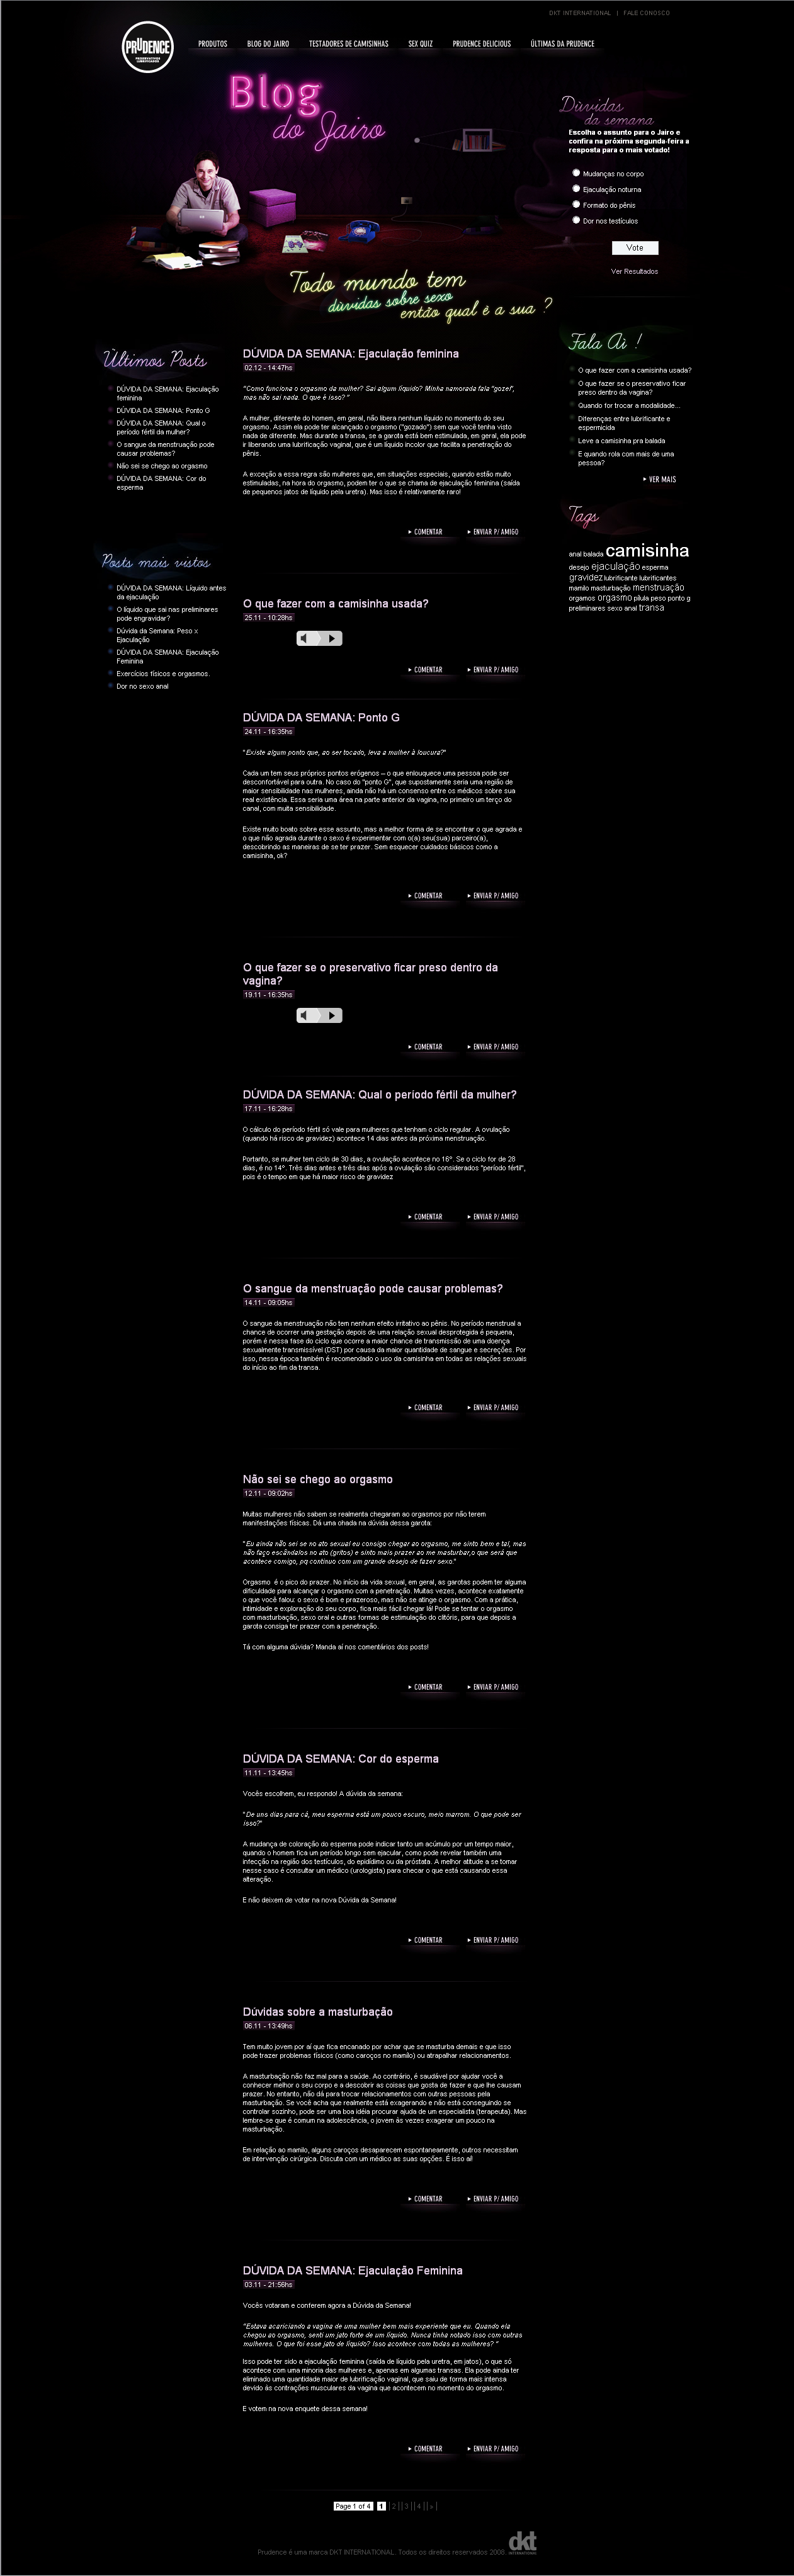 DKT INTERNATIONAL | FALE CONOSCO
PRUDENCE
PRESERVATIVOS
LUBRIFICADOS
PRODUTOS BLOG DO JAIRO TESTADORES DE CAMISINHAS SEX QUIZ PRUDENCE DELICIOUS ÚLTIMAS DA PRUDENCE
Blog
do Jairo
Todo mundo tem
dùvidas sobre sexo
então qual è a sua ?
Dùvidas
da semana
Escolha o assunto para o Jairo e
confira na próxima segunda-feira a
resposta para o mais votado!
Mudanças no corpo
Ejaculação noturna
Formato do pênis
Dor nos testículos
Vote
Ver Resultados
Ùltimos Posts
DÚVIDA DA SEMANA: Ejaculação
feminina
DÚVIDA DA SEMANA: Ponto G
DÚVIDA DA SEMANA: Qual o
período fértil da mulher?
O sangue da menstruação pode
causar problemas?
Não sei se chego ao orgasmo
DÚVIDA DA SEMANA: Cor do
esperma
Posts mais vistos
DÚVIDA DA SEMANA: Líquido antes
da ejaculação
O líquido que sai nas preliminares
pode engravidar?
Dúvida da Semana: Peso x
Ejaculação
DÚVIDA DA SEMANA: Ejaculação
Feminina
Exercícios físicos e orgasmos.
Dor no sexo anal
DÚVIDA DA SEMANA: Ejaculação feminina
02.12 - 14:47hs
"Como funciona o orgasmo da mulher? Sai algum líquido? Minha namorada fala "gozei",
mas não sai nada. O que é isso? "
A mulher, diferente do homem, em geral, não libera nenhum líquido no momento do seu
orgasmo. Assim ela pode ter alcançado o orgasmo ("gozado") sem que você tenha visto
nada de diferente. Mas durante a transa, se a garota está bem estimulada, em geral, ela pode
ir liberando uma lubrificação vaginal, que é um líquido incolor que facilita a penetração do
pênis.
A exceção a essa regra são mulheres que, em situações especiais, quando estão muito
estimuladas, na hora do orgasmo, podem ter o que se chama de ejaculação feminina (saída
de pequenos jatos de líquido pela uretra). Mas isso é relativamente raro!
COMENTAR ENVIAR P/ AMIGO
O que fazer com a camisinha usada?
25.11 - 10:28hs
COMENTAR ENVIAR P/ AMIGO
DÚVIDA DA SEMANA: Ponto G
24.11 - 16:35hs
"Existe algum ponto que, ao ser tocado, leva a mulher à loucura?"
Cada um tem seus próprios pontos erógenos – o que enlouquece uma pessoa pode ser
desconfortável para outra. No caso do "ponto G", que supostamente seria uma região de
maior sensibilidade nas mulheres, ainda não há um consenso entre os médicos sobre sua
real existência. Essa seria uma área na parte anterior da vagina, no primeiro um terço do
canal, com muita sensibilidade.
Existe muito boato sobre esse assunto, mas a melhor forma de se encontrar o que agrada e
o que não agrada durante o sexo é experimentar com o(a) seu(sua) parceiro(a),
descobrindo as maneiras de se ter prazer. Sem esquecer cuidados básicos como a
camisinha, ok?
COMENTAR ENVIAR P/ AMIGO
O que fazer se o preservativo ficar preso dentro da
vagina?
19.11 - 16:35hs
COMENTAR ENVIAR P/ AMIGO
DÚVIDA DA SEMANA: Qual o período fértil da mulher?
17.11 - 16:28hs
O cálculo do período fértil só vale para mulheres que tenham o ciclo regular. A ovulação
(quando há risco de gravidez) acontece 14 dias antes da próxima menstruação.
Portanto, se mulher tem ciclo de 30 dias, a ovulação acontece no 16º. Se o ciclo for de 28
dias, é no 14º. Três dias antes e três dias após a ovulação são considerados "período fértil",
pois é o tempo em que há maior risco de gravidez
COMENTAR ENVIAR P/ AMIGO
O sangue da menstruação pode causar problemas?
14.11 - 09:05hs
O sangue da menstruação não tem nenhum efeito irritativo ao pênis. No período menstrual a
chance de ocorrer uma gestação depois de uma relação sexual desprotegida é pequena,
porém é nessa fase do ciclo que ocorre a maior chance de transmissão de uma doença
sexualmente transmissível (DST) por causa da maior quantidade de sangue e secreções. Por
isso, nessa época também é recomendado o uso da camisinha em todas as relações sexuais
do início ao fim da transa.
COMENTAR ENVIAR P/ AMIGO
Não sei se chego ao orgasmo
12.11 - 09:02hs
Muitas mulheres não sabem se realmenta chegaram ao orgasmos por não terem
manifestações físicas. Dá uma ohada na dúvida dessa garota:
"Eu ainda não sei se no ato sexual eu consigo chegar ao orgasmo, me sinto bem e tal, mas
não faço escândalos no ato (gritos) e sinto mais prazer ao me masturbar,o que será que
acontece comigo, pq continuo com um grande desejo de fazer sexo."
Orgasmo é o pico do prazer. No início da vida sexual, em geral, as garotas podem ter alguma
dificuldade para alcançar o orgasmo com a penetração. Muitas vezes, acontece exatamente
o que você falou: o sexo é bom e prazeroso, mas não se atinge o orgasmo. Com a prática,
intimidade e exploração do seu corpo, fica mais fácil chegar lá! Pode se tentar o orgasmo
com masturbação, sexo oral e outras formas de estimulação do clitóris, para que depois a
garota consiga ter prazer com a penetração.
Tá com alguma dúvida? Manda aí nos comentários dos posts!
COMENTAR ENVIAR P/ AMIGO
DÚVIDA DA SEMANA: Cor do esperma
11.11 - 13:45hs
Vocês escolhem, eu respondo! A dúvida da semana:
"De uns dias para cá, meu esperma está um pouco escuro, meio marrom. O que pode ser
isso?"
A mudança de coloração do esperma pode indicar tanto um acúmulo por um tempo maior,
quando o homem fica um período longo sem ejacular, como pode revelar também uma
infecção na região dos testículos, do epidídimo ou da próstata. A melhor atitude a se tomar
nesse caso é consultar um médico (urologista) para checar o que está causando essa
alteração.
E não deixem de votar na nova Dúvida da Semana!
COMENTAR ENVIAR P/ AMIGO
Dúvidas sobre a masturbação
06.11 - 13:49hs
Tem muito jovem por aí que fica encanado por achar que se masturba demais e que isso
pode trazer problemas físicos (como caroços no mamilo) ou atrapalhar relacionamentos.
A masturbação não faz mal para a saúde. Ao contrário, é saudável por ajudar você a
conhecer melhor o seu corpo e a descobrir as coisas que gosta de fazer e que lhe causam
prazer. No entanto, não dá para trocar relacionamentos com outras pessoas pela
masturbação. Se você acha que realmente está exagerando e não está conseguindo se
controlar sozinho, pode ser uma boa idéia procurar ajuda de um especialista (terapeuta). Mas
lembre-se que é comum na adolescência, o jovem ás vezes exagerar um pouco na
masturbação.
Em relação ao mamilo, alguns caroços desaparecem espontaneamente, outros necessitam
de intervenção cirúrgica. Discuta com um médico as suas opções. É isso aí!
COMENTAR ENVIAR P/ AMIGO
DÚVIDA DA SEMANA: Ejaculação Feminina
03.11 - 21:56hs
Vocês votaram e conferem agora a Dúvida da Semana!
"Estava acariciando a vagina de uma mulher bem mais experiente que eu. Quando ela
chegou ao orgasmo, senti um jato forte de um líquido. Nunca tinha notado isso com outras
mulheres. O que foi esse jato de líquido? Isso acontece com todas as mulheres? "
Isso pode ter sido a ejaculação feminina (saída de líquido pela uretra, em jatos), o que só
acontece com uma minoria das mulheres e, apenas em algumas transas. Ela pode ainda ter
eliminado uma quantidade maior de lubrificação vaginal, que saiu de forma mais intensa
devido às contrações musculares da vagina que acontecem no momento do orgasmo.
E votem na nova enquete dessa semana!
COMENTAR ENVIAR P/ AMIGO
Page 1 of 4 1 | 2 | | 3 | | 4 | | » |
Fala Aì !
O que fazer com a camisinha usada?
O que fazer se o preservativo ficar
preso dentro da vagina?
Quando for trocar a modalidade...
Diferenças entre lubrificante e
espermicida
Leve a camisinha pra balada
E quando rola com mais de uma
pessoa?
VER MAIS
Tags
anal balada camisinha
desejo ejaculação esperma
gravidez lubrificante lubrificantes
mamilo masturbação menstruação
orgamos orgasmo pílula peso ponto g
preliminares sexo anal transa
Prudence é uma marca DKT INTERNATIONAL. Todos os direitos reservados 2008.
dkt
INTERNATIONAL